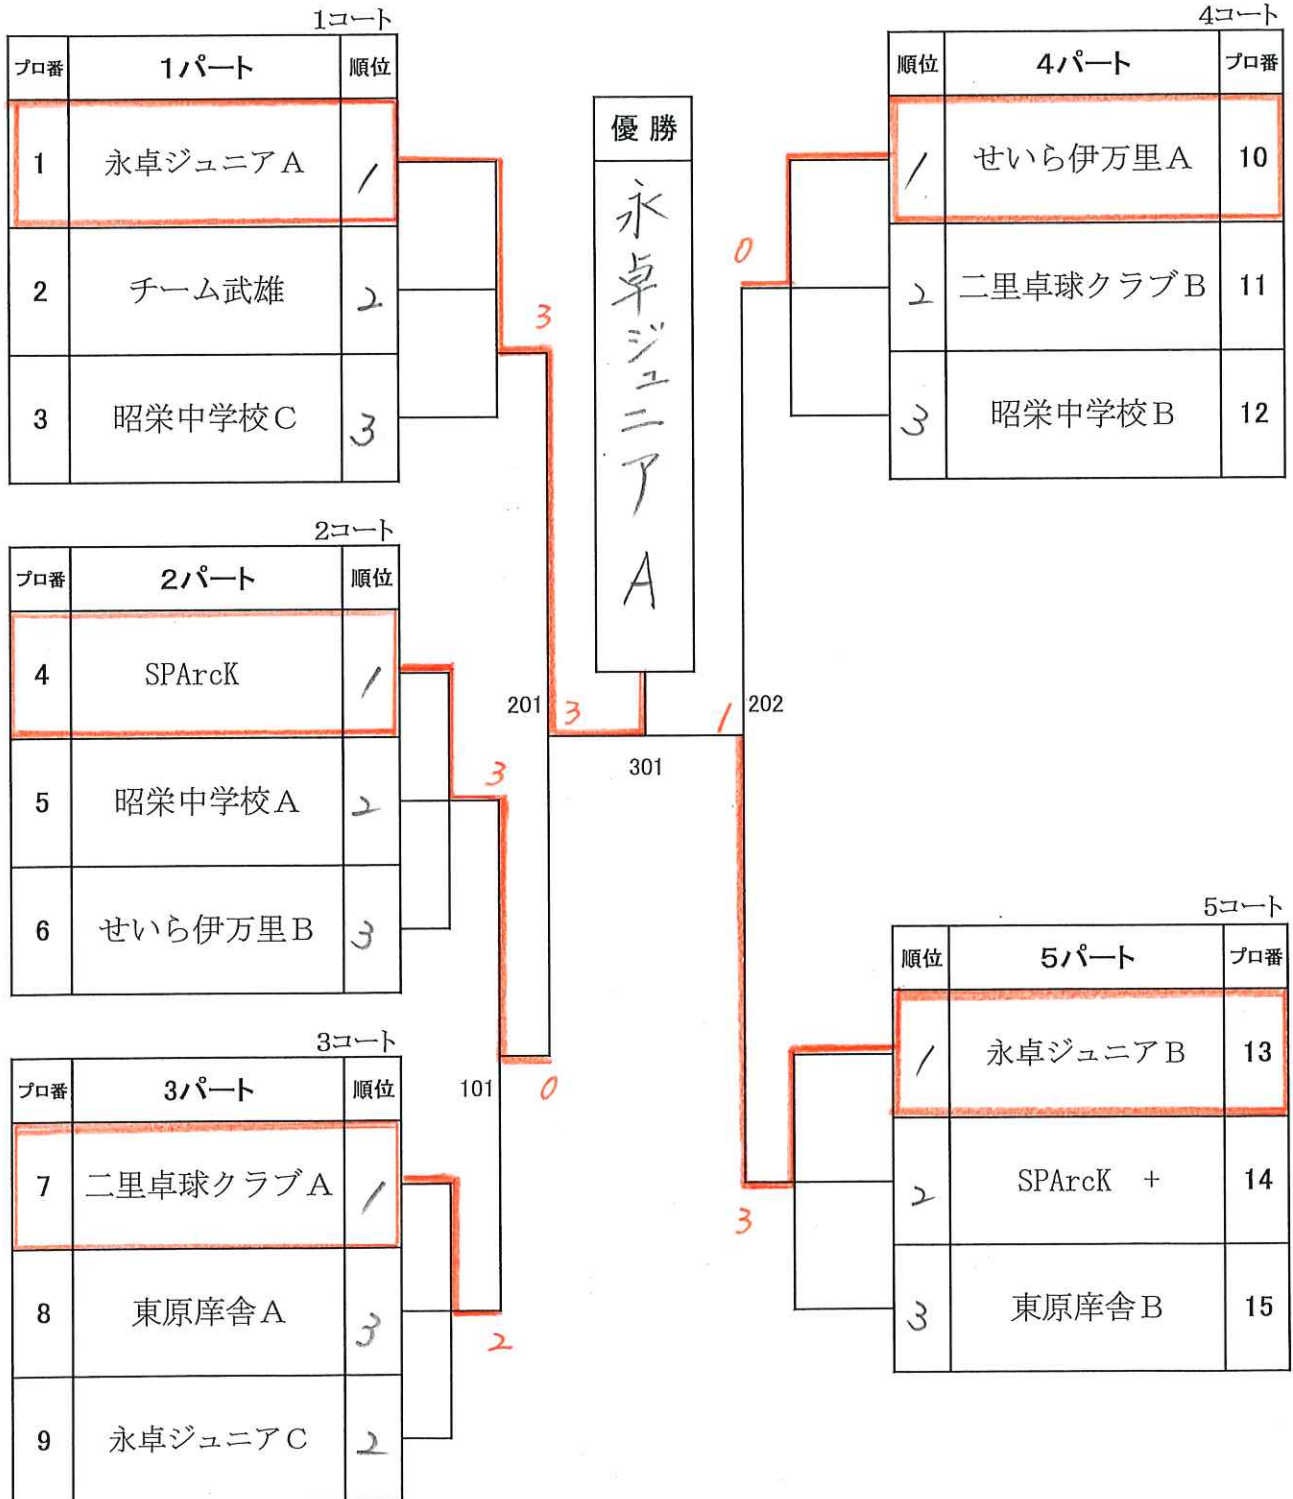 1コート
プロ番 1パート 順位
1 永卓ジュニアA 1
2 チーム武雄 2
3 昭栄中学校C 3
2コート
プロ番 2パート 順位
4 SPArcK 1
5 昭栄中学校A 2
6 せいら伊万里B 3
3コート
プロ番 3パート 順位
7 二里卓球クラブA 1
8 東原庠舎A 3
9 永卓ジュニアC 2
3
3
101
0
2
201
3
優勝
永卓ジュニアA
301
1
202
0
3
4コート
順位 4パート プロ番
1 せいら伊万里A 10
2 二里卓球クラブB 11
3 昭栄中学校B 12
5コート
順位 5パート プロ番
1 永卓ジュニアB 13
2 SPArcK + 14
3 東原庠舎B 15